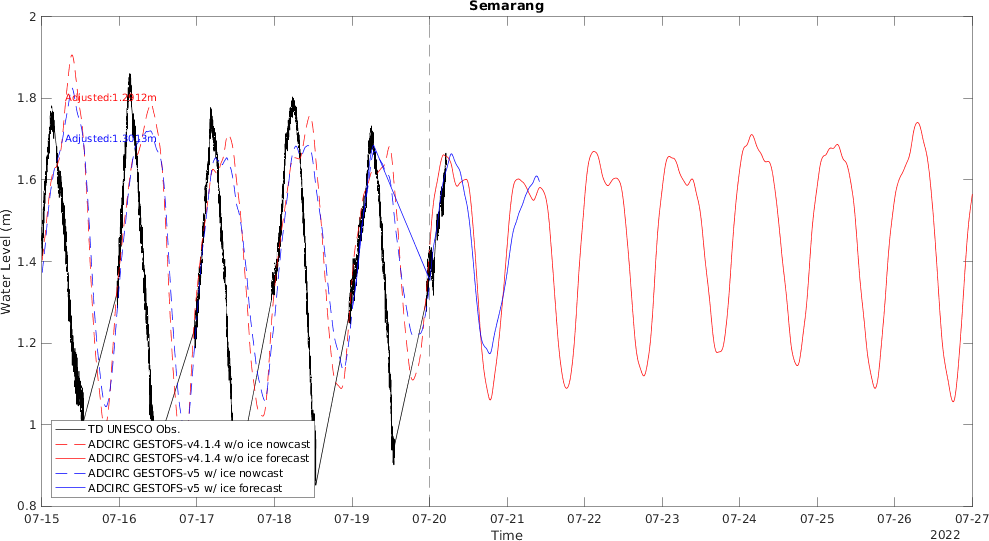 Semarang
2
1.8
1.6
1.4
1.2
1
0.8
Water Level (m)
Adjusted:1.2912m
TD UNESCO Obs.
ADCIRC GESTOFS-v4.1.4 w/o ice nowcast
ADCIRC GESTOFS-v4.1.4 w/o ice forecast
ADCIRC GESTOFS-v5 w/ ice nowcast
ADCIRC GESTOFS-v5 w/ ice forecast
07-15
07-16
07-17
07-18
07-19
07-20
07-21
07-22
07-23
07-24
07-25
07-26
07-27
Time
2022